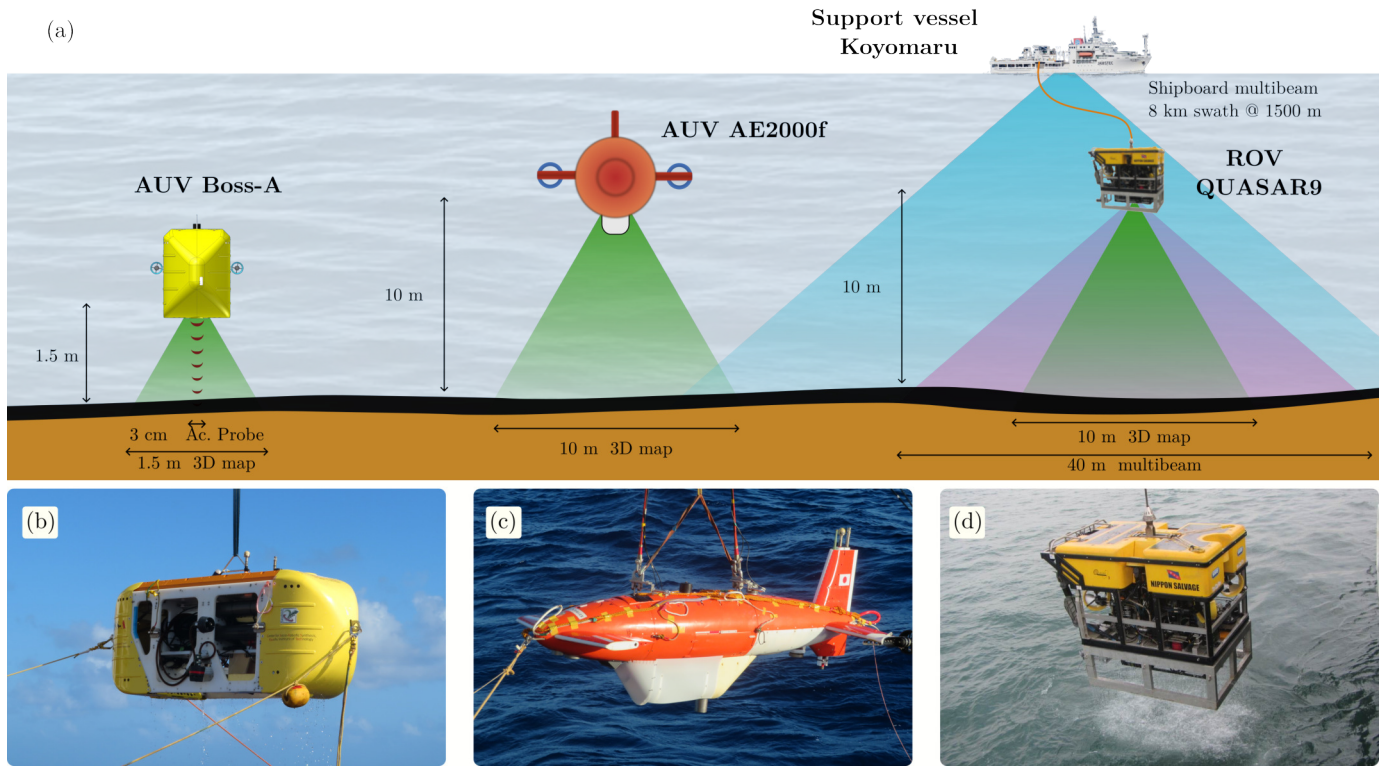 (a)
Support vessel
Koyomaru
Shipboard multibeam
8 km swath @ 1500 m
AUV AE2000f
ROV
QUASAR9
AUV Boss-A
10 m
10 m
1.5 m
3 cm Ac. Probe
1.5 m 3D map
10 m 3D map
10 m 3D map
40 m multibeam
(b)
(c)
(d)
NIPPON SALVAGE